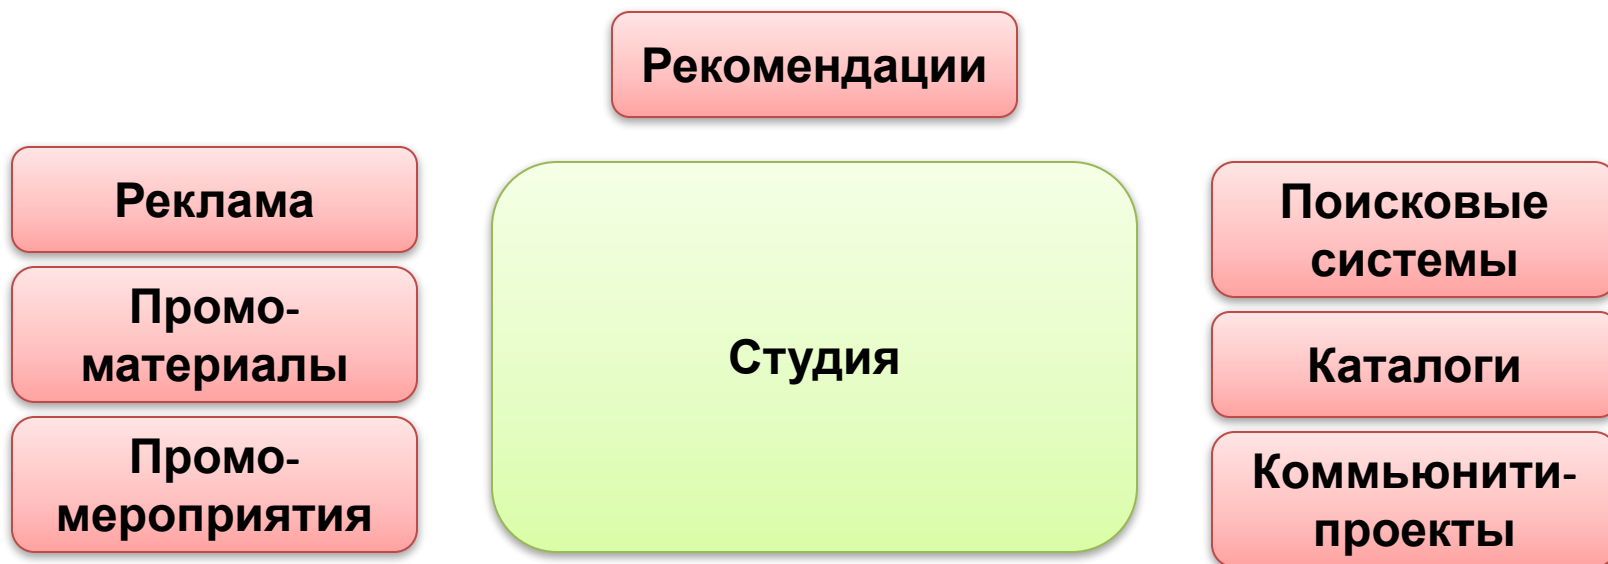 Рекомендации
Реклама
Промо-
материалы
Промо-
мероприятия
Студия
Поисковые
системы
Каталоги
Коммьюнити-
проекты